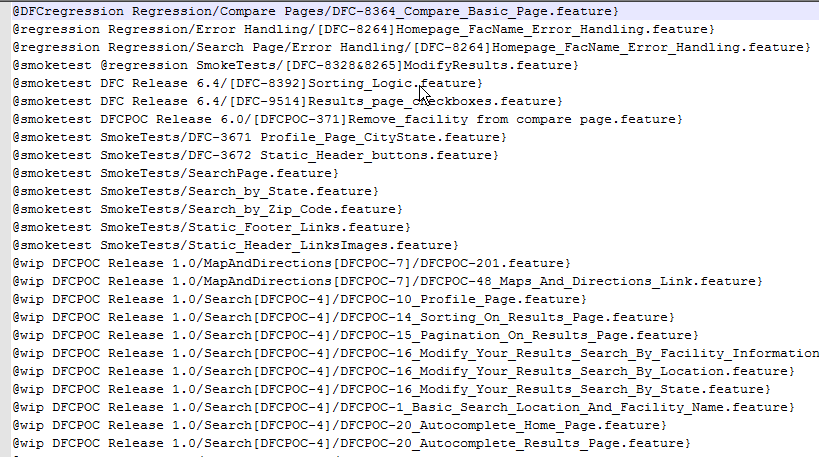 @DFCregression Regression/Compare Pages/DFC-8364_Compare_Basic_Page.feature}
@regression Regression/Error Handling/[DFC-8264]Homepage_FacName_Error_Handling.feature}
@regression Regression/Search Page/Error Handling/[DFC-8264]Homepage_FacName_Error_Handling.feature}
@smoketest @regression SmokeTests/[DFC-8328&8265]ModifyResults.feature}
@smoketest DFC Release 6.4/[DFC-8392]Sorting_Logic.feature}
@smoketest DFC Release 6.4/[DFC-9514]Results_page_checkboxes.feature}
@smoketest DFCPOC Release 6.0/[DFCPOC-371]Remove_facility from compare page.feature}
@smoketest SmokeTests/DFC-3671 Profile_Page_CityState.feature}
@smoketest SmokeTests/DFC-3672 Static_Header_buttons.feature}
@smoketest SmokeTests/SearchPage.feature}
@smoketest SmokeTests/Search_by_State.feature}
@smoketest SmokeTests/Search_by_Zip_Code.feature}
@smoketest SmokeTests/Static_Footer_Links.feature}
@smoketest SmokeTests/Static_Header_LinksImages.feature}
@wip DFCPOC Release 1.0/MapAndDirections[DFCPOC-7]/DFCPOC-201.feature}
@wip DFCPOC Release 1.0/MapAndDirections[DFCPOC-7]/DFCPOC-48_Maps_And_Directions_Link.feature}
@wip DFCPOC Release 1.0/Search[DFCPOC-4]/DFCPOC-10_Profile_Page.feature}
@wip DFCPOC Release 1.0/Search[DFCPOC-4]/DFCPOC-14_Sorting_On_Results_Page.feature}
@wip DFCPOC Release 1.0/Search[DFCPOC-4]/DFCPOC-15_Pagination_On_Results_Page.feature}
@wip DFCPOC Release 1.0/Search[DFCPOC-4]/DFCPOC-16_Modify_Your_Results_Search_By_Facility_Information
@wip DFCPOC Release 1.0/Search[DFCPOC-4]/DFCPOC-16_Modify_Your_Results_Search_By_Location.feature}
@wip DFCPOC Release 1.0/Search[DFCPOC-4]/DFCPOC-16_Modify_Your_Results_Search_By_State.feature}
@wip DFCPOC Release 1.0/Search[DFCPOC-4]/DFCPOC-1_Basic_Search_Location_And_Facility_Name.feature}
@wip DFCPOC Release 1.0/Search[DFCPOC-4]/DFCPOC-20_Autocomplete_Home_Page.feature}
@wip DFCPOC Release 1.0/Search[DFCPOC-4]/DFCPOC-20_Autocomplete_Results_Page.feature}